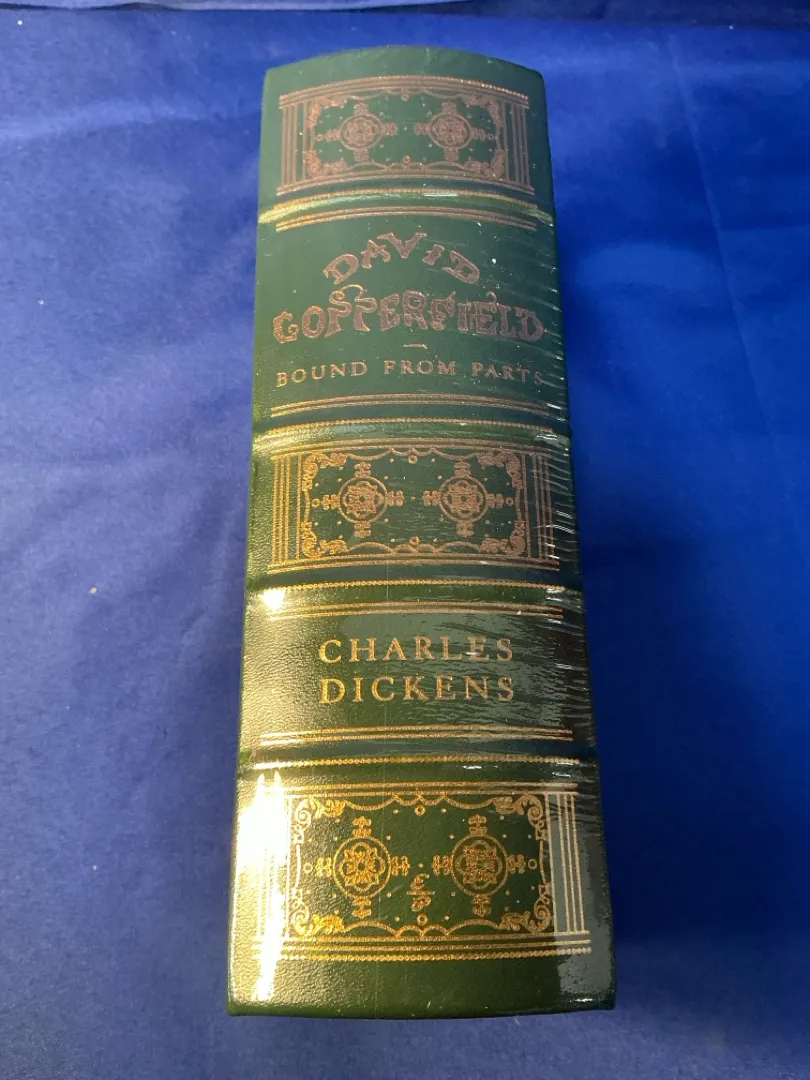 DAVID
COPPERFIELD
BOUND FROM PARTS
CHARLES
DICKENS